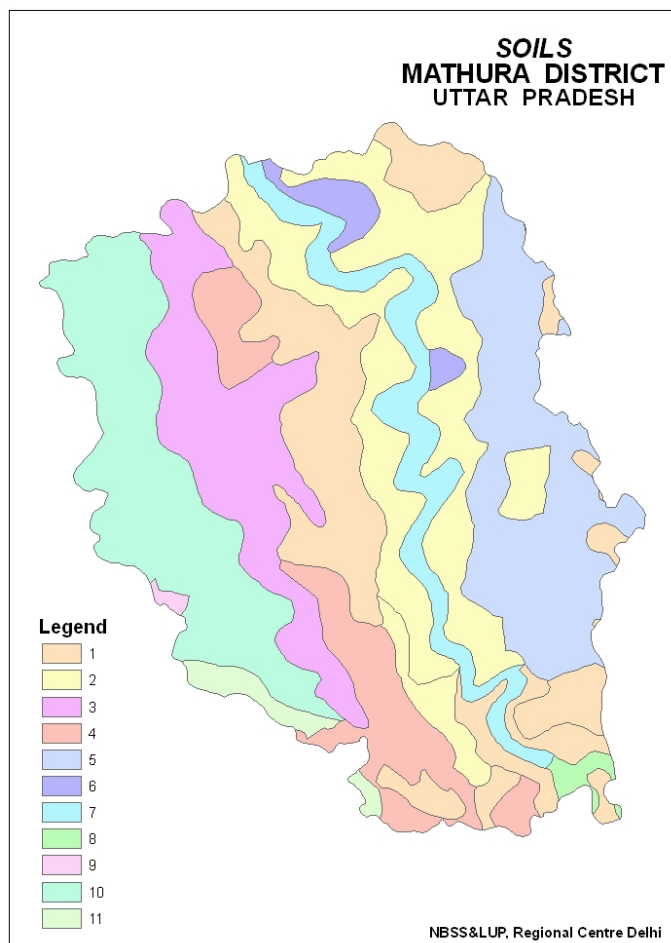 SOILS
MATHURA DISTRICT
UTTAR PRADESH
Legend
1
2
3
4
5
6
7
8
9
10
11
NBSS&LUP, Regional Centre Delhi